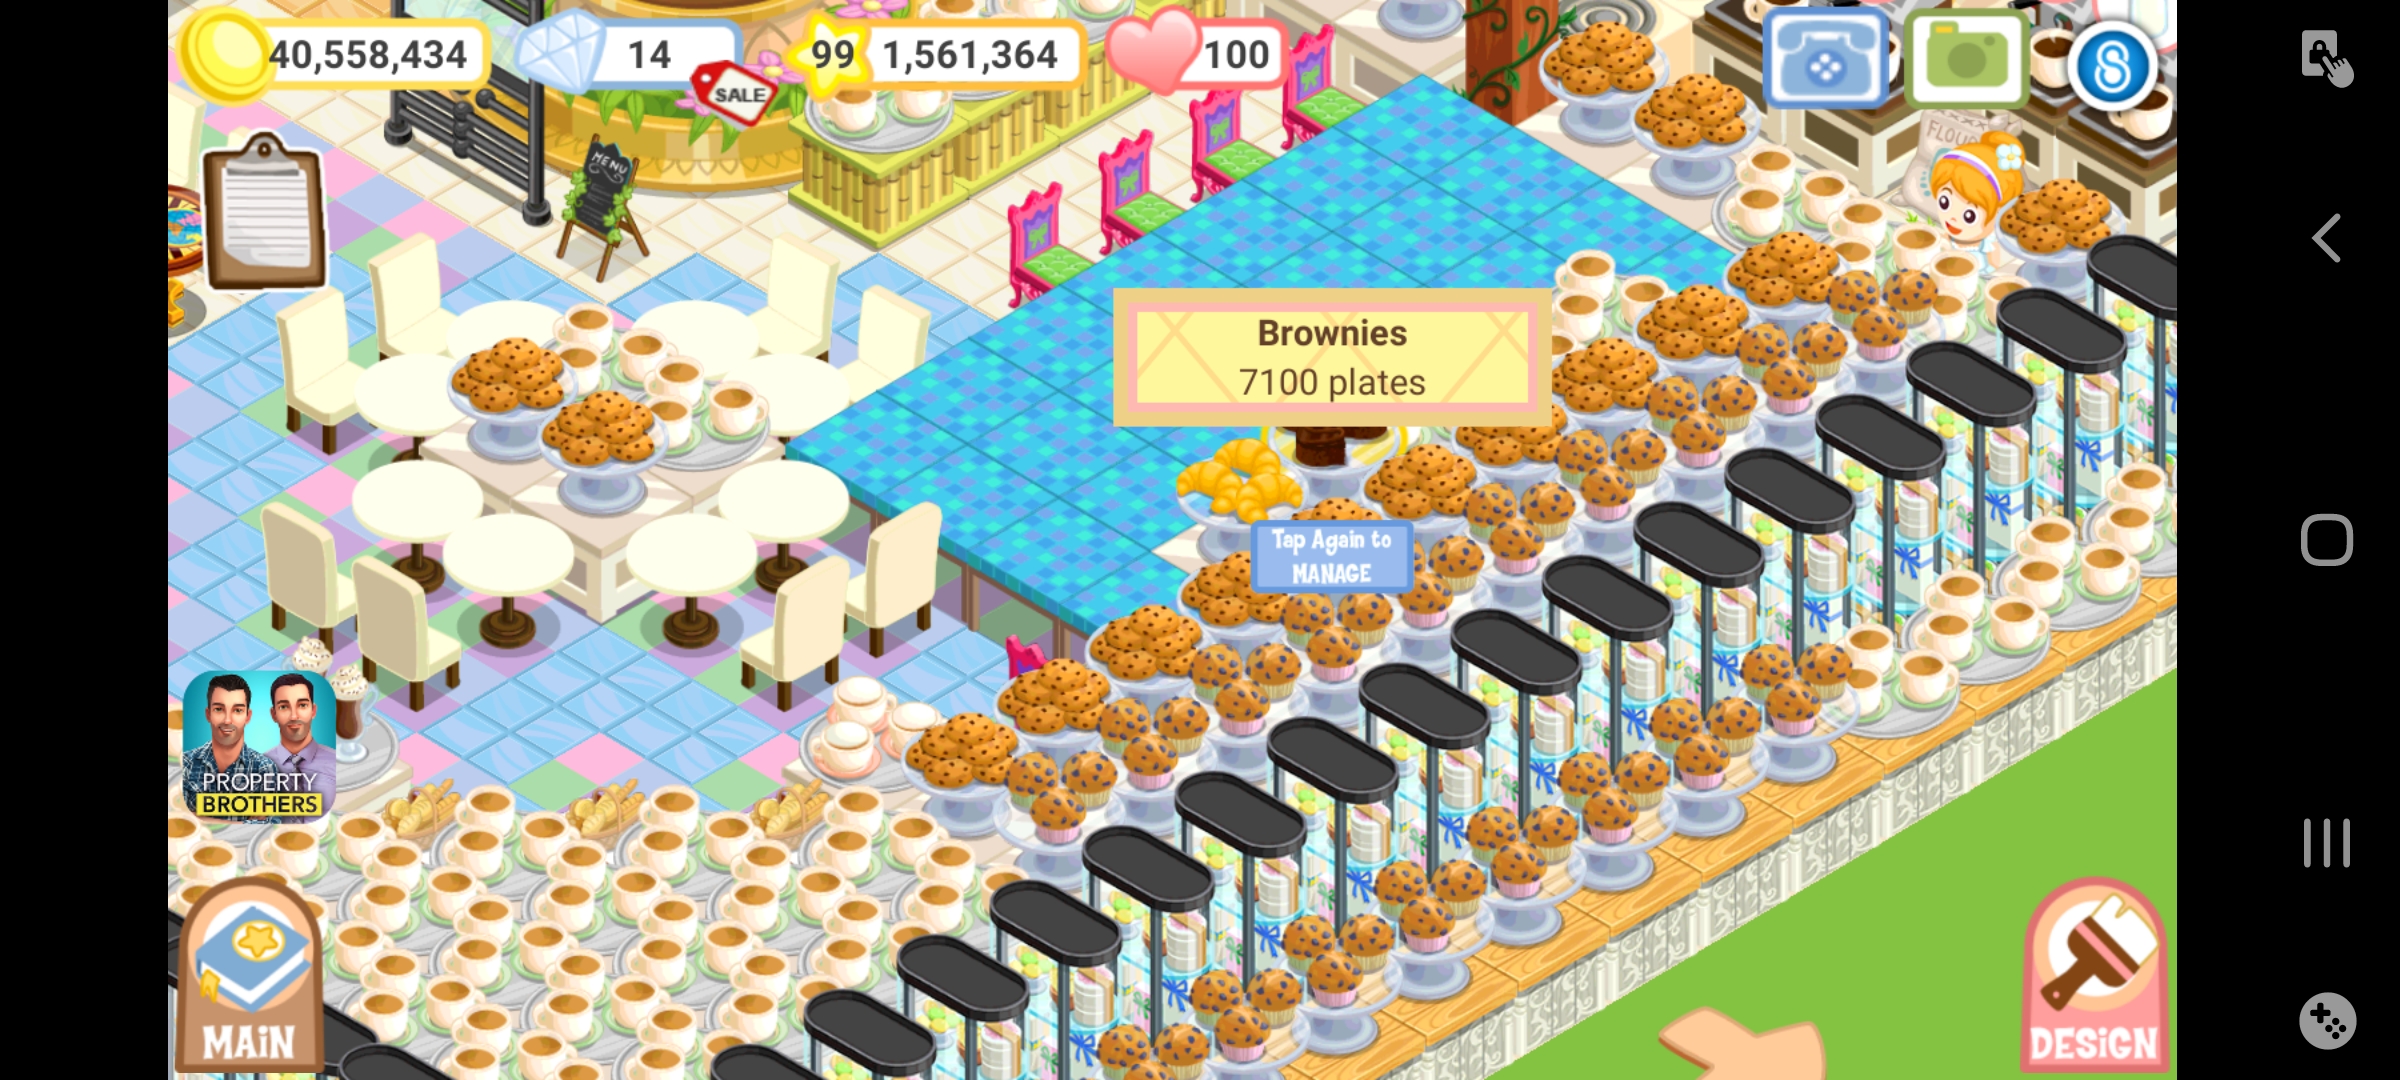 40,558,434
14
99
1,561,364
100
SALE
MENU
FLOUR
Brownies
7100 plates
Tap Again to
MANAGE
PROPERTY
BROTHERS
MAiN
DESiGN